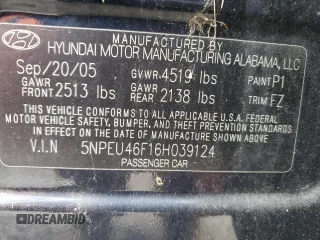 MANUFACTURED BY
HYUNDAI MOTOR MANUFACTURING ALABAMA, LLC
Sep/20/05 GVWR 4519 lbs PAINT P1
GAWR FRONT 2513 lbs GAWR REAR 2138 lbs TRIM FZ
THIS VEHICLE CONFORMS TO ALL APPLICABLE U.S.A. FEDERAL
MOTOR VEHICLE SAFETY, BUMPER, AND THEFT PREVENTION
STANDARDS IN EFFECT ON THE DATE OF MANUFACTURE SHOWN ABOVE.
V.I.N 5NPEU46F16H039124
PASSENGER CAR
DREAMBID